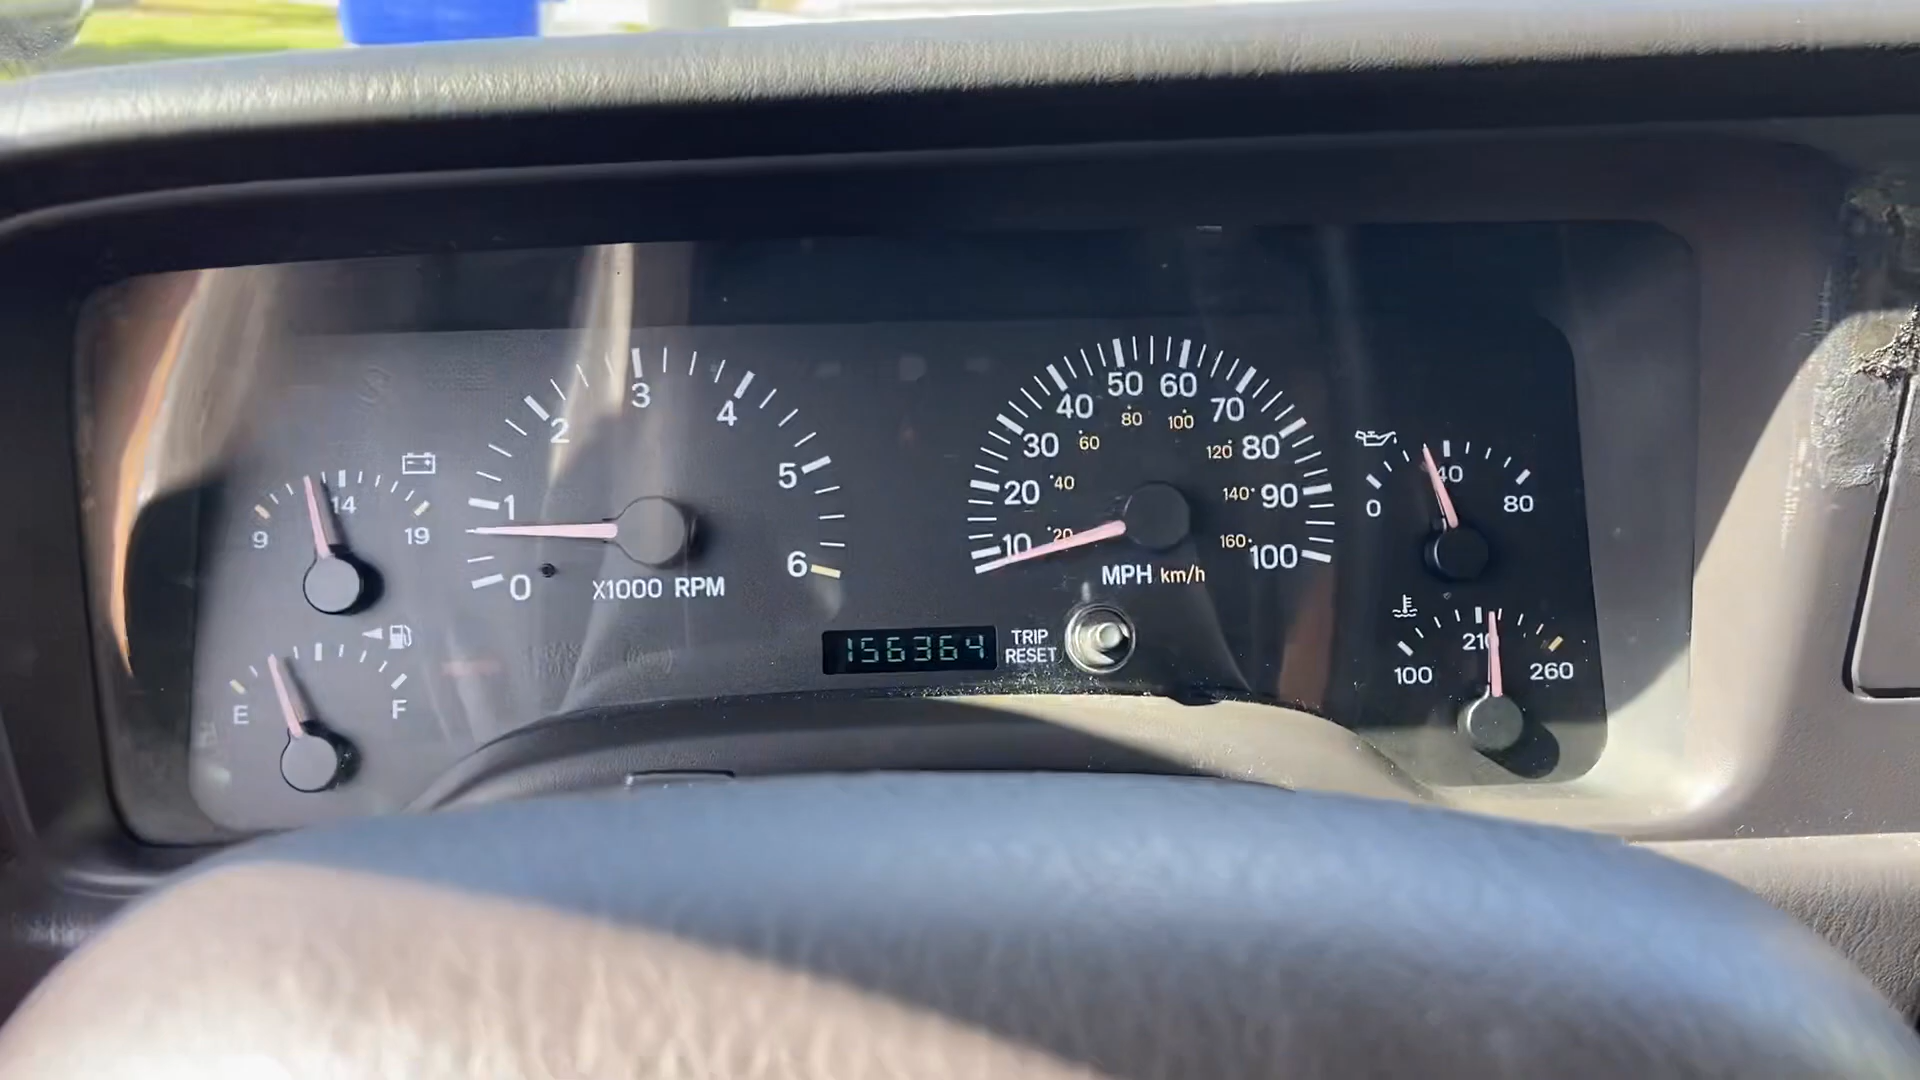 9 14 19
E F
0 1 2 3 4 5 6
X1000 RPM
10 20 30 40 50 60 70 80 90 100
20 40 60 80 100 120 140 160
MPH km/h
156364
TRIP
RESET
0 40 80
100 210 260